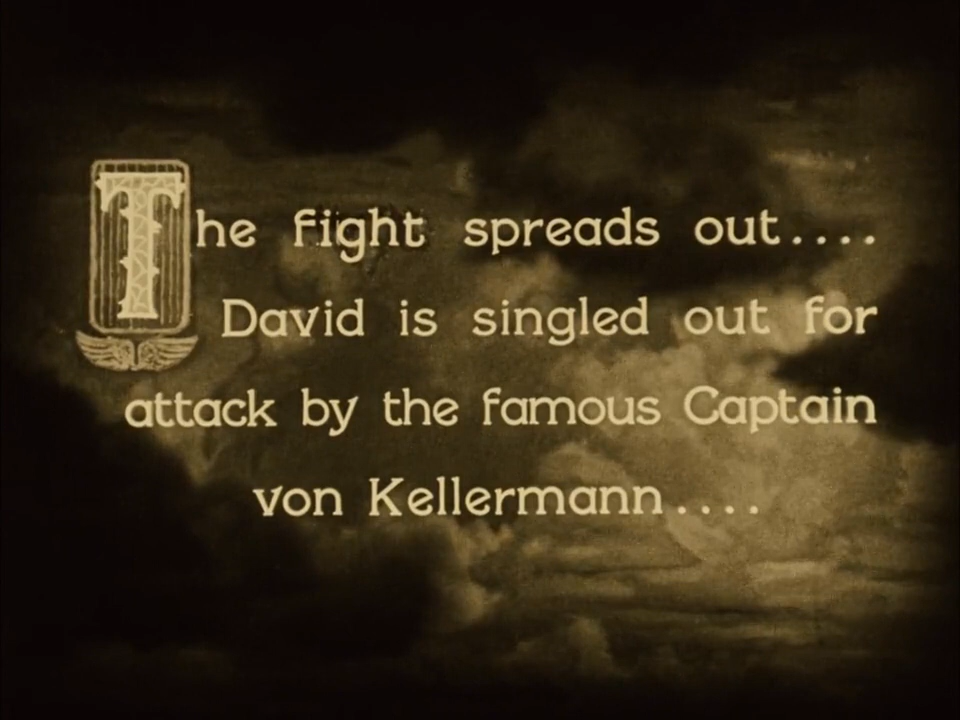 The fight spreads out....
David is singled out for
attack by the famous Captain
von Kellermann....